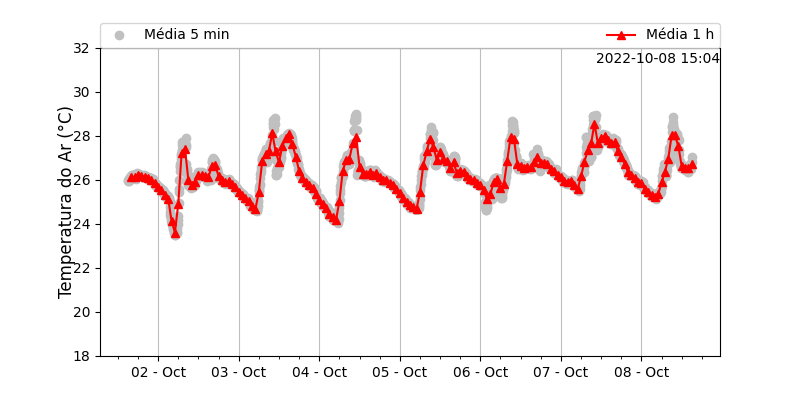 Média 5 min
Média 1 h
2022-10-08 15:04
Temperatura do Ar (°C)
32
30
28
26
24
22
20
18
02 - Oct
03 - Oct
04 - Oct
05 - Oct
06 - Oct
07 - Oct
08 - Oct